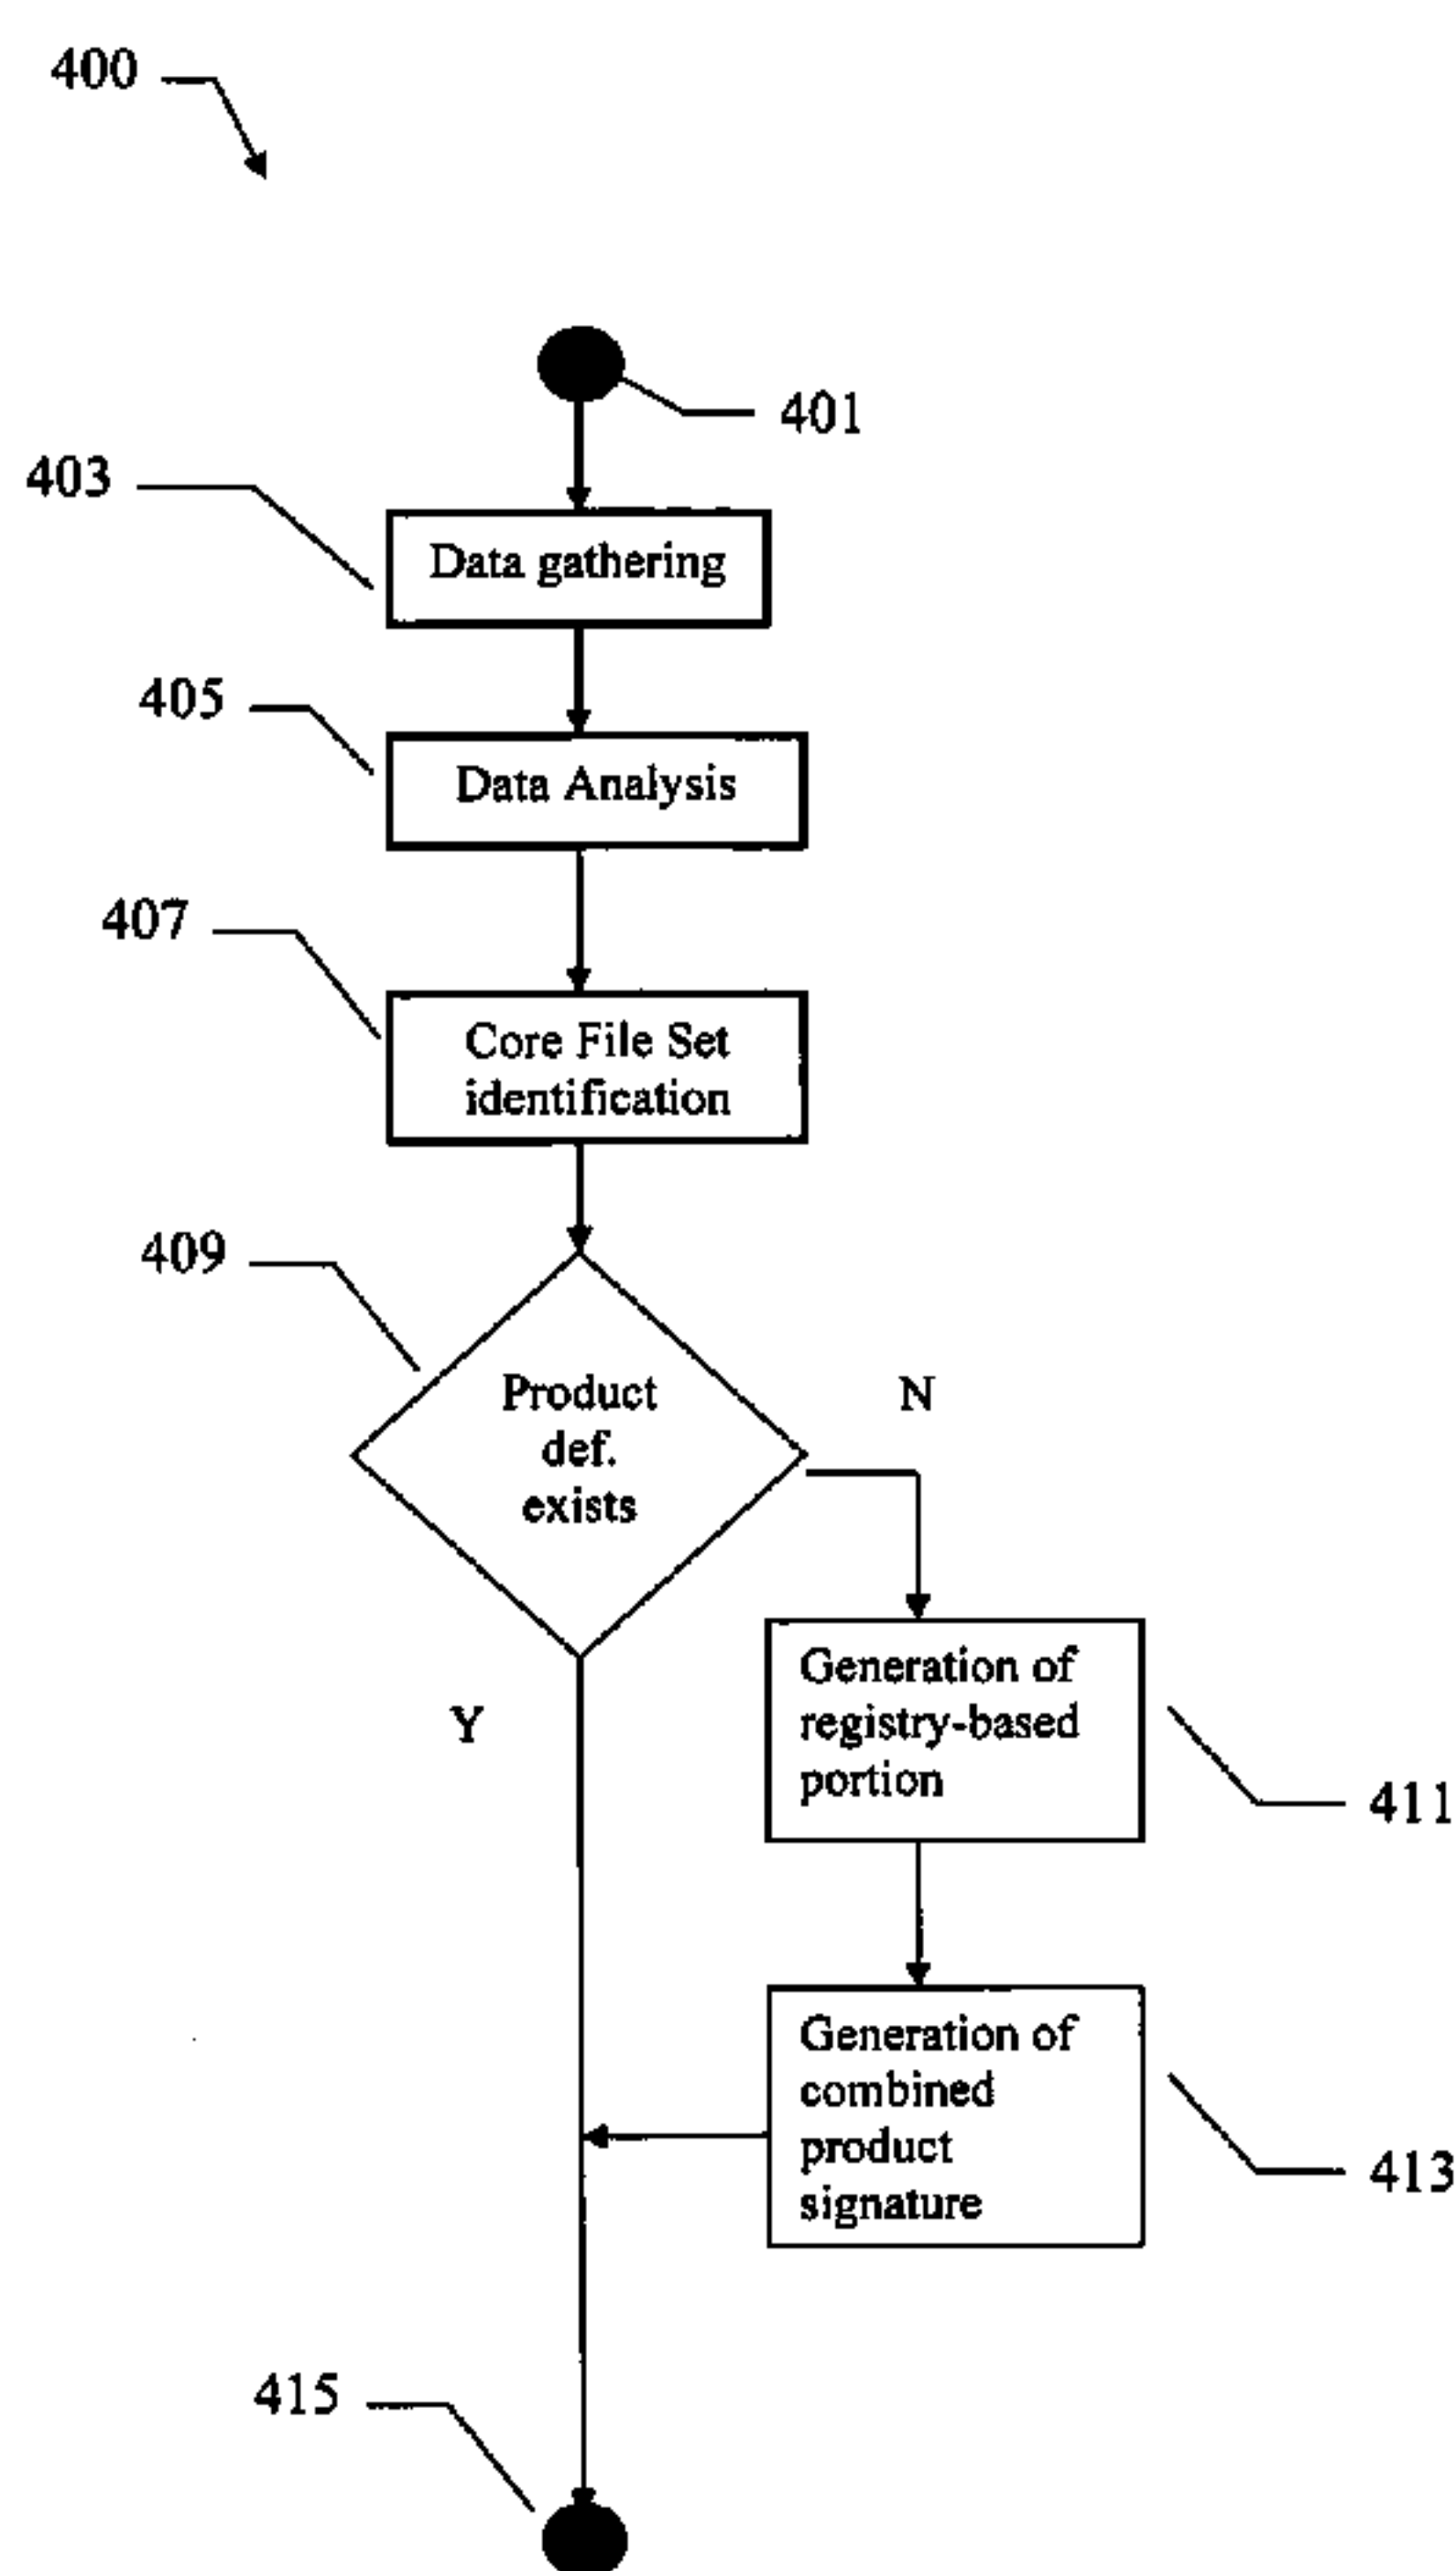 400
401
403
Data gathering
405
Data Analysis
407
Core File Set
identification
409
Product
def.
exists
N
Y
Generation of
registry-based
portion
411
Generation of
combined
product
signature
413
415